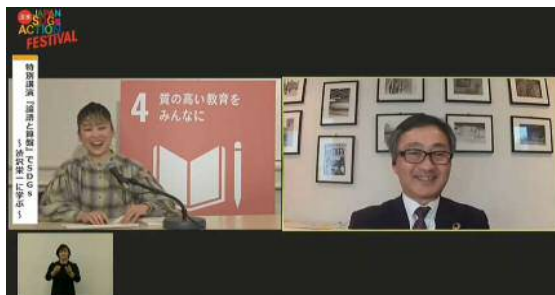 JAPAN
SDGs
ACTION
FESTIVAL
特別講演『論語と算盤』でSDGs
～渋沢栄一に学ぶ～
4 質の高い教育を
みんなに